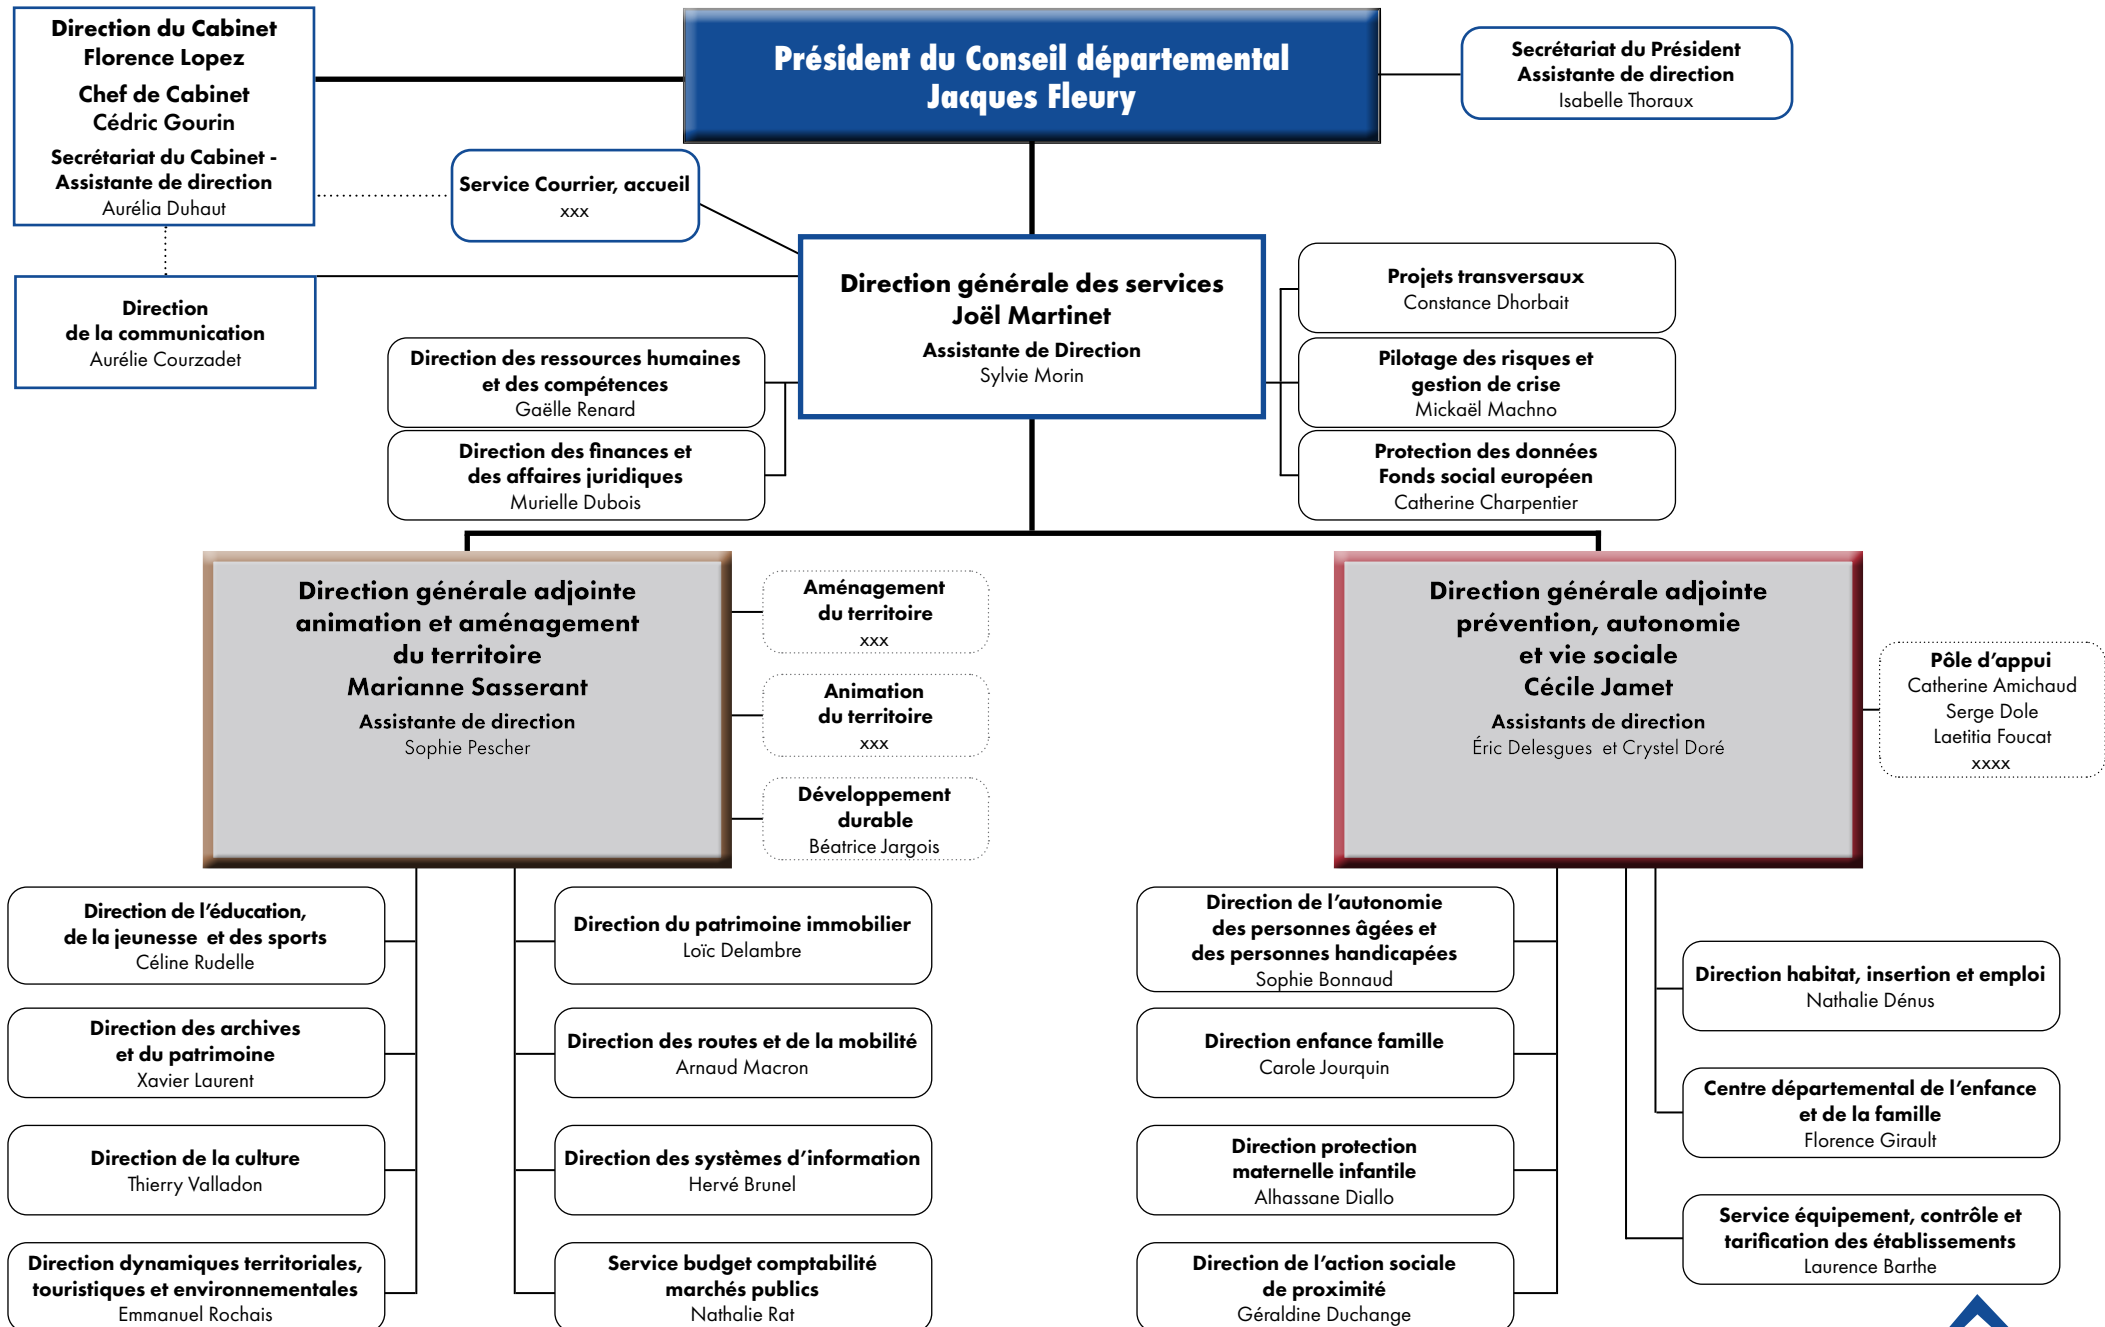 Direction du Cabinet
Florence Lopez
Chef de Cabinet
Cédric Gourin
Secrétariat du Cabinet -
Assistante de direction
Aurélia Duhaut
Président du Conseil départemental
Jacques Fleury
Secrétariat du Président
Assistante de direction
Isabelle Thoraux
Service Courrier, accueil
xxx
Direction
de la communication
Aurélie Courzadet
Direction générale des services
Joël Martinet
Assistante de Direction
Sylvie Morin
Direction des ressources humaines
et des compétences
Gaëlle Renard
Direction des finances et
des affaires juridiques
Murielle Dubois
Projets transversaux
Constance Dhorbait
Pilotage des risques et
gestion de crise
Mickaël Machno
Protection des données
Fonds social européen
Catherine Charpentier
Direction générale adjointe
animation et aménagement
du territoire
Marianne Sasserant
Assistante de direction
Sophie Pescher
Aménagement
du territoire
xxx
Animation
du territoire
xxx
Développement
durable
Béatrice Jargois
Direction générale adjointe
prévention, autonomie
et vie sociale
Cécile Jamet
Assistants de direction
Éric Delesgues et Crystel Doré
Pôle d'appui
Catherine Amichaud
Serge Dole
Laetitia Foucat
xxxx
Direction de l'éducation,
de la jeunesse et des sports
Céline Rudelle
Direction des archives
et du patrimoine
Xavier Laurent
Direction de la culture
Thierry Valladon
Direction dynamiques territoriales,
touristiques et environnementales
Emmanuel Rochais
Direction du patrimoine immobilier
Loïc Delambre
Direction des routes et de la mobilité
Arnaud Macron
Direction des systèmes d'information
Hervé Brunel
Service budget comptabilité
marchés publics
Nathalie Rat
Direction de l'autonomie
des personnes âgées et
des personnes handicapées
Sophie Bonnaud
Direction enfance famille
Carole Jourquin
Direction protection
maternelle infantile
Alhassane Diallo
Direction de l'action sociale
de proximité
Géraldine Duchange
Direction habitat, insertion et emploi
Nathalie Dénus
Centre départemental de l'enfance
et de la famille
Florence Girault
Service équipement, contrôle et
tarification des établissements
Laurence Barthe